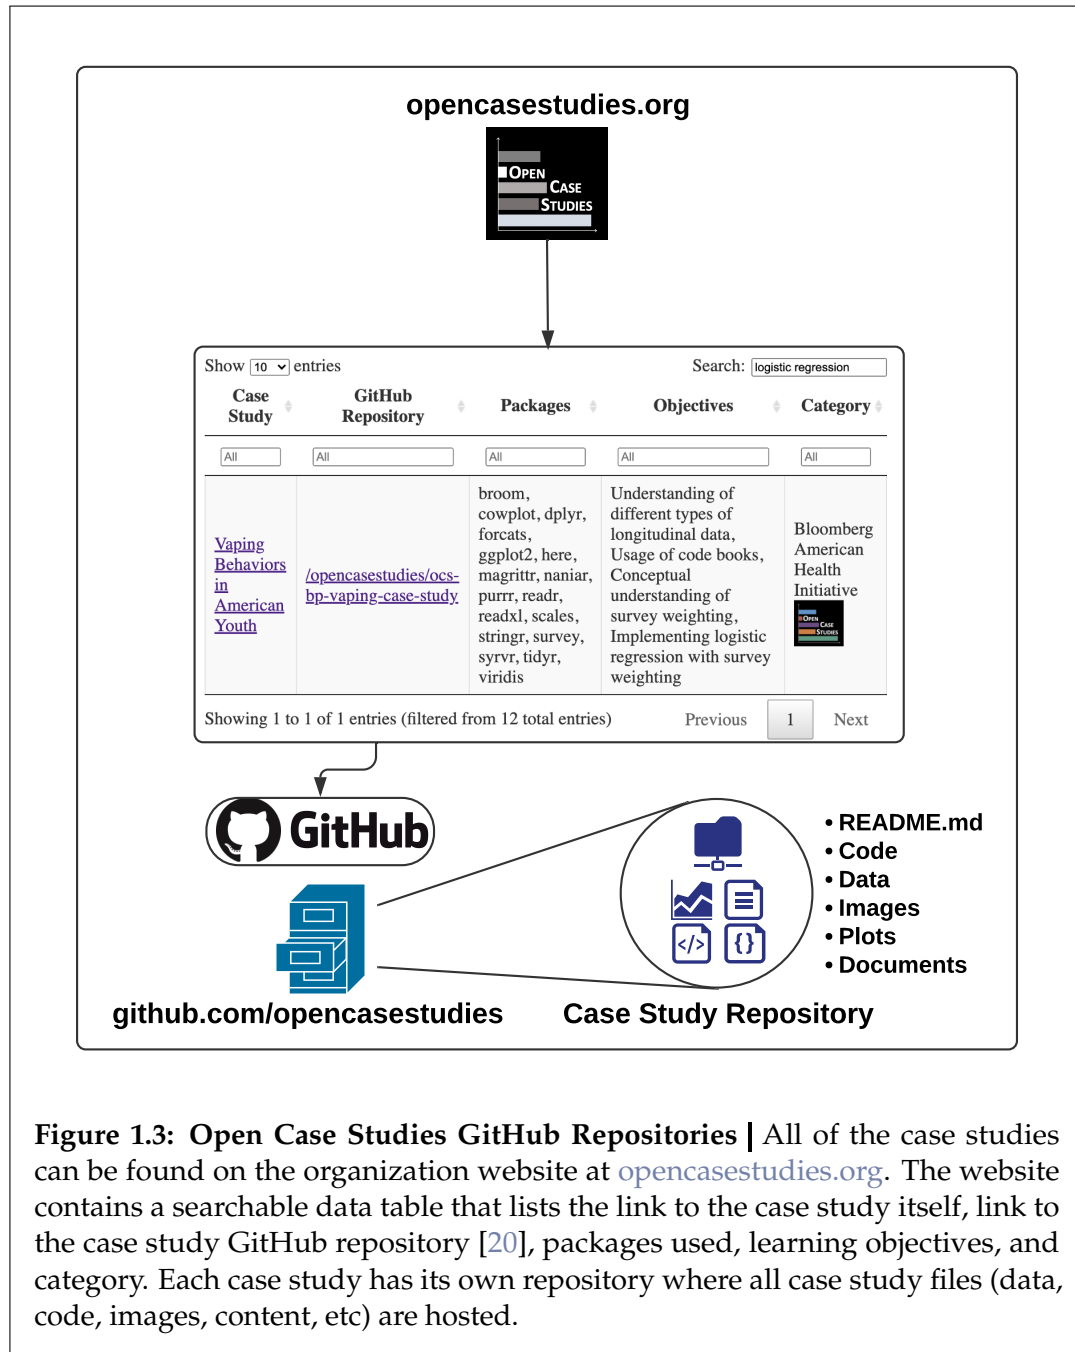 opencasestudies.org
OPEN
CASE
STUDIES
Show 10 entries
Search: logistic regression
Case
Study
GitHub
Repository
Packages
Objectives
Category
All
All
All
All
All
Vaping
Behaviors
in
American
Youth
/opencasestudies/ocs-
bp-vaping-case-study
broom,
cowplot, dplyr,
forcats,
ggplot2, here,
magrittr, naniar,
purrr, readr,
readxl, scales,
stringr, survey,
syrvr, tidyr,
viridis
Understanding of
different types of
longitudinal data,
Usage of code books,
Conceptual
understanding of
survey weighting,
Implementing logistic
regression with survey
weighting
Bloomberg
American
Health
Initiative
OPEN
CASE
STUDIES
Showing 1 to 1 of 1 entries (filtered from 12 total entries)
Previous 1 Next
GitHub
• README.md
• Code
• Data
• Images
• Plots
• Documents
</>
{}
github.com/opencasestudies
Case Study Repository
Figure 1.3: Open Case Studies GitHub Repositories | All of the case studies
can be found on the organization website at opencasestudies.org. The website
contains a searchable data table that lists the link to the case study itself, link to
the case study GitHub repository [20], packages used, learning objectives, and
category. Each case study has its own repository where all case study files (data,
code, images, content, etc) are hosted.